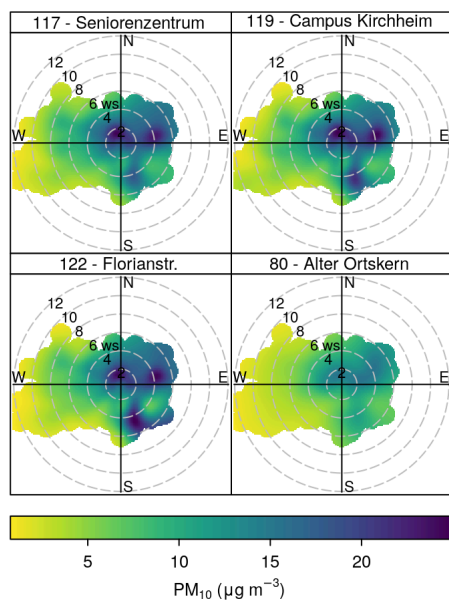 117 - Seniorenzentrum
119 - Campus Kirchheim
N
12
10
8
6 ws
4
2
W
E
S
N
12
10
8
6 ws
4
2
W
E
S
122 - Florianstr.
80 - Alter Ortskern
N
12
10
8
6 ws
4
2
W
E
S
N
12
10
8
6 ws
4
2
W
E
S
5
10
15
20
PM₁₀ (µg m⁻³)